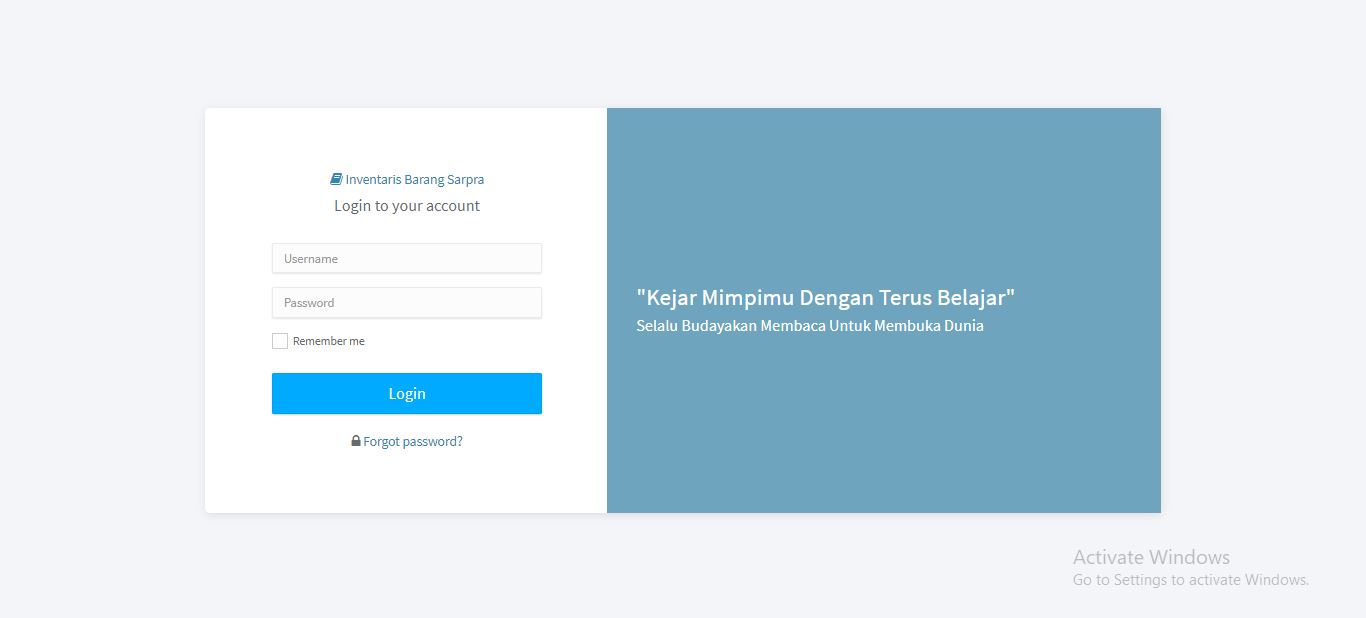 Inventaris Barang Sarpra
Login to your account
Username
Password
Remember me
Login
Forgot password?
"Kejar Mimpimu Dengan Terus Belajar"
Selalu Budayakan Membaca Untuk Membuka Dunia
Activate Windows
Go to Settings to activate Windows.